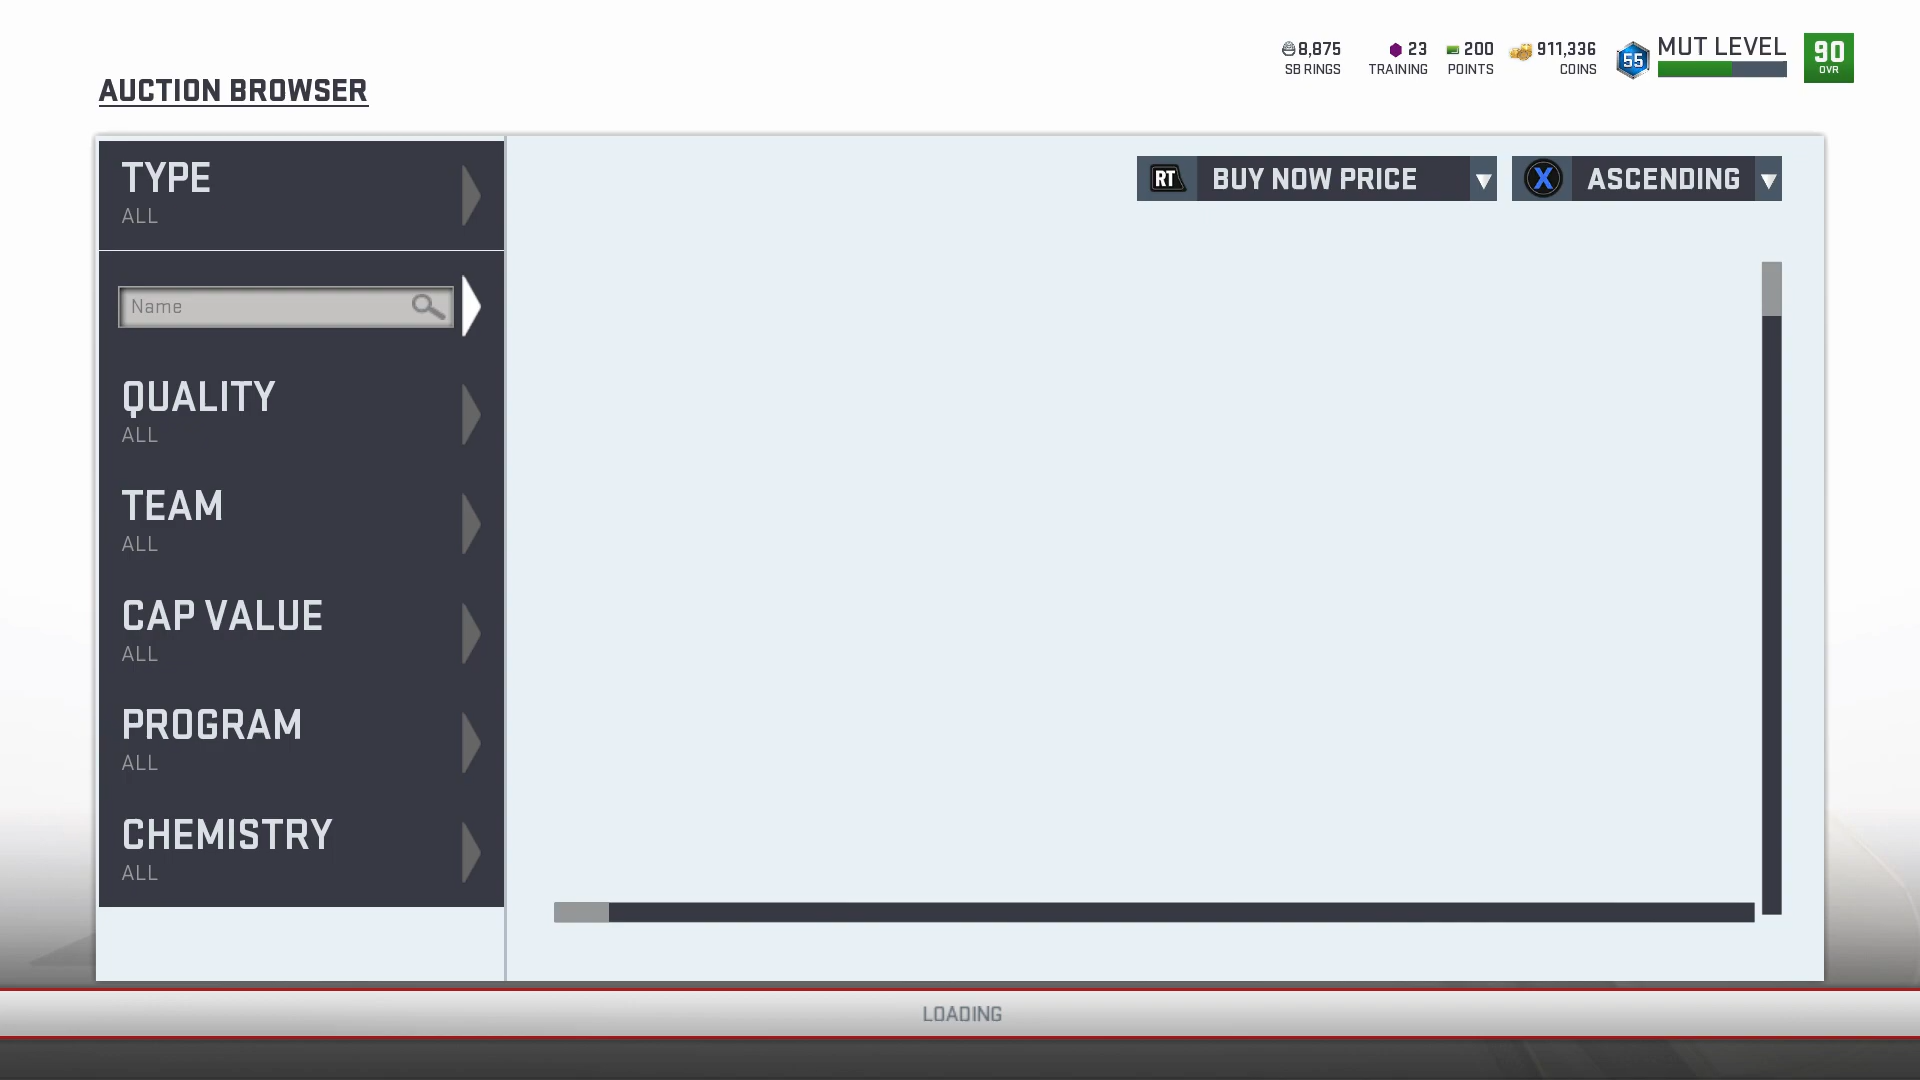 8,875
SB RINGS
23
TRAINING
200
POINTS
911,336
COINS
55
MUT LEVEL
90
OVR
AUCTION BROWSER
TYPE
ALL
Name
QUALITY
ALL
TEAM
ALL
CAP VALUE
ALL
PROGRAM
ALL
CHEMISTRY
ALL
RT BUY NOW PRICE
X ASCENDING
LOADING